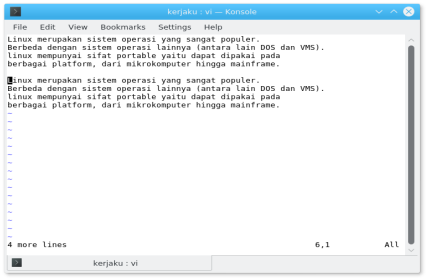 kerjaku : vi — Konsole
File Edit View Bookmarks Settings Help
Linux merupakan sistem operasi yang sangat populer.
Berbeda dengan sistem operasi lainnya (antara lain DOS dan VMS).
linux mempunyai sifat portable yaitu dapat dipakai pada
berbagai platform, dari mikrokomputer hingga mainframe.
Linux merupakan sistem operasi yang sangat populer.
Berbeda dengan sistem operasi lainnya (antara lain DOS dan VMS).
linux mempunyai sifat portable yaitu dapat dipakai pada
berbagai platform, dari mikrokomputer hingga mainframe.
~
~
~
~
~
~
~
~
~
~
~
~
~
4 more lines 6,1 All
kerjaku : vi